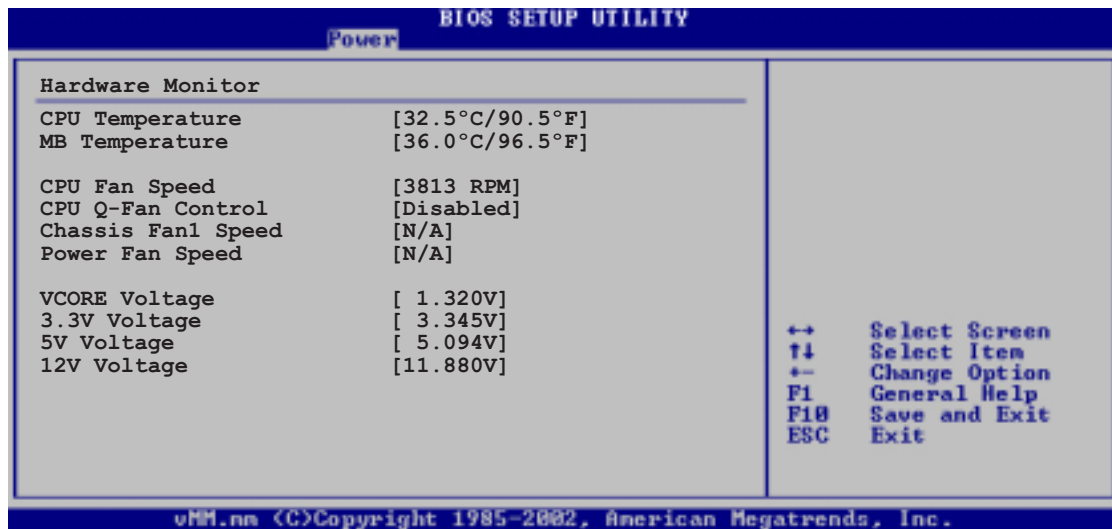 BIOS SETUP UTILITY
Power
Hardware Monitor
CPU Temperature [32.5°C/90.5°F]
MB Temperature [36.0°C/96.5°F]
CPU Fan Speed [3813 RPM]
CPU Q-Fan Control [Disabled]
Chassis Fan1 Speed [N/A]
Power Fan Speed [N/A]
VCORE Voltage [ 1.320V]
3.3V Voltage [ 3.345V]
5V Voltage [ 5.094V]
12V Voltage [11.880V]
←→ Select Screen
↑↓ Select Item
+- Change Option
F1 General Help
F10 Save and Exit
ESC Exit
vMM.mm (C)Copyright 1985-2002, American Megatrends, Inc.